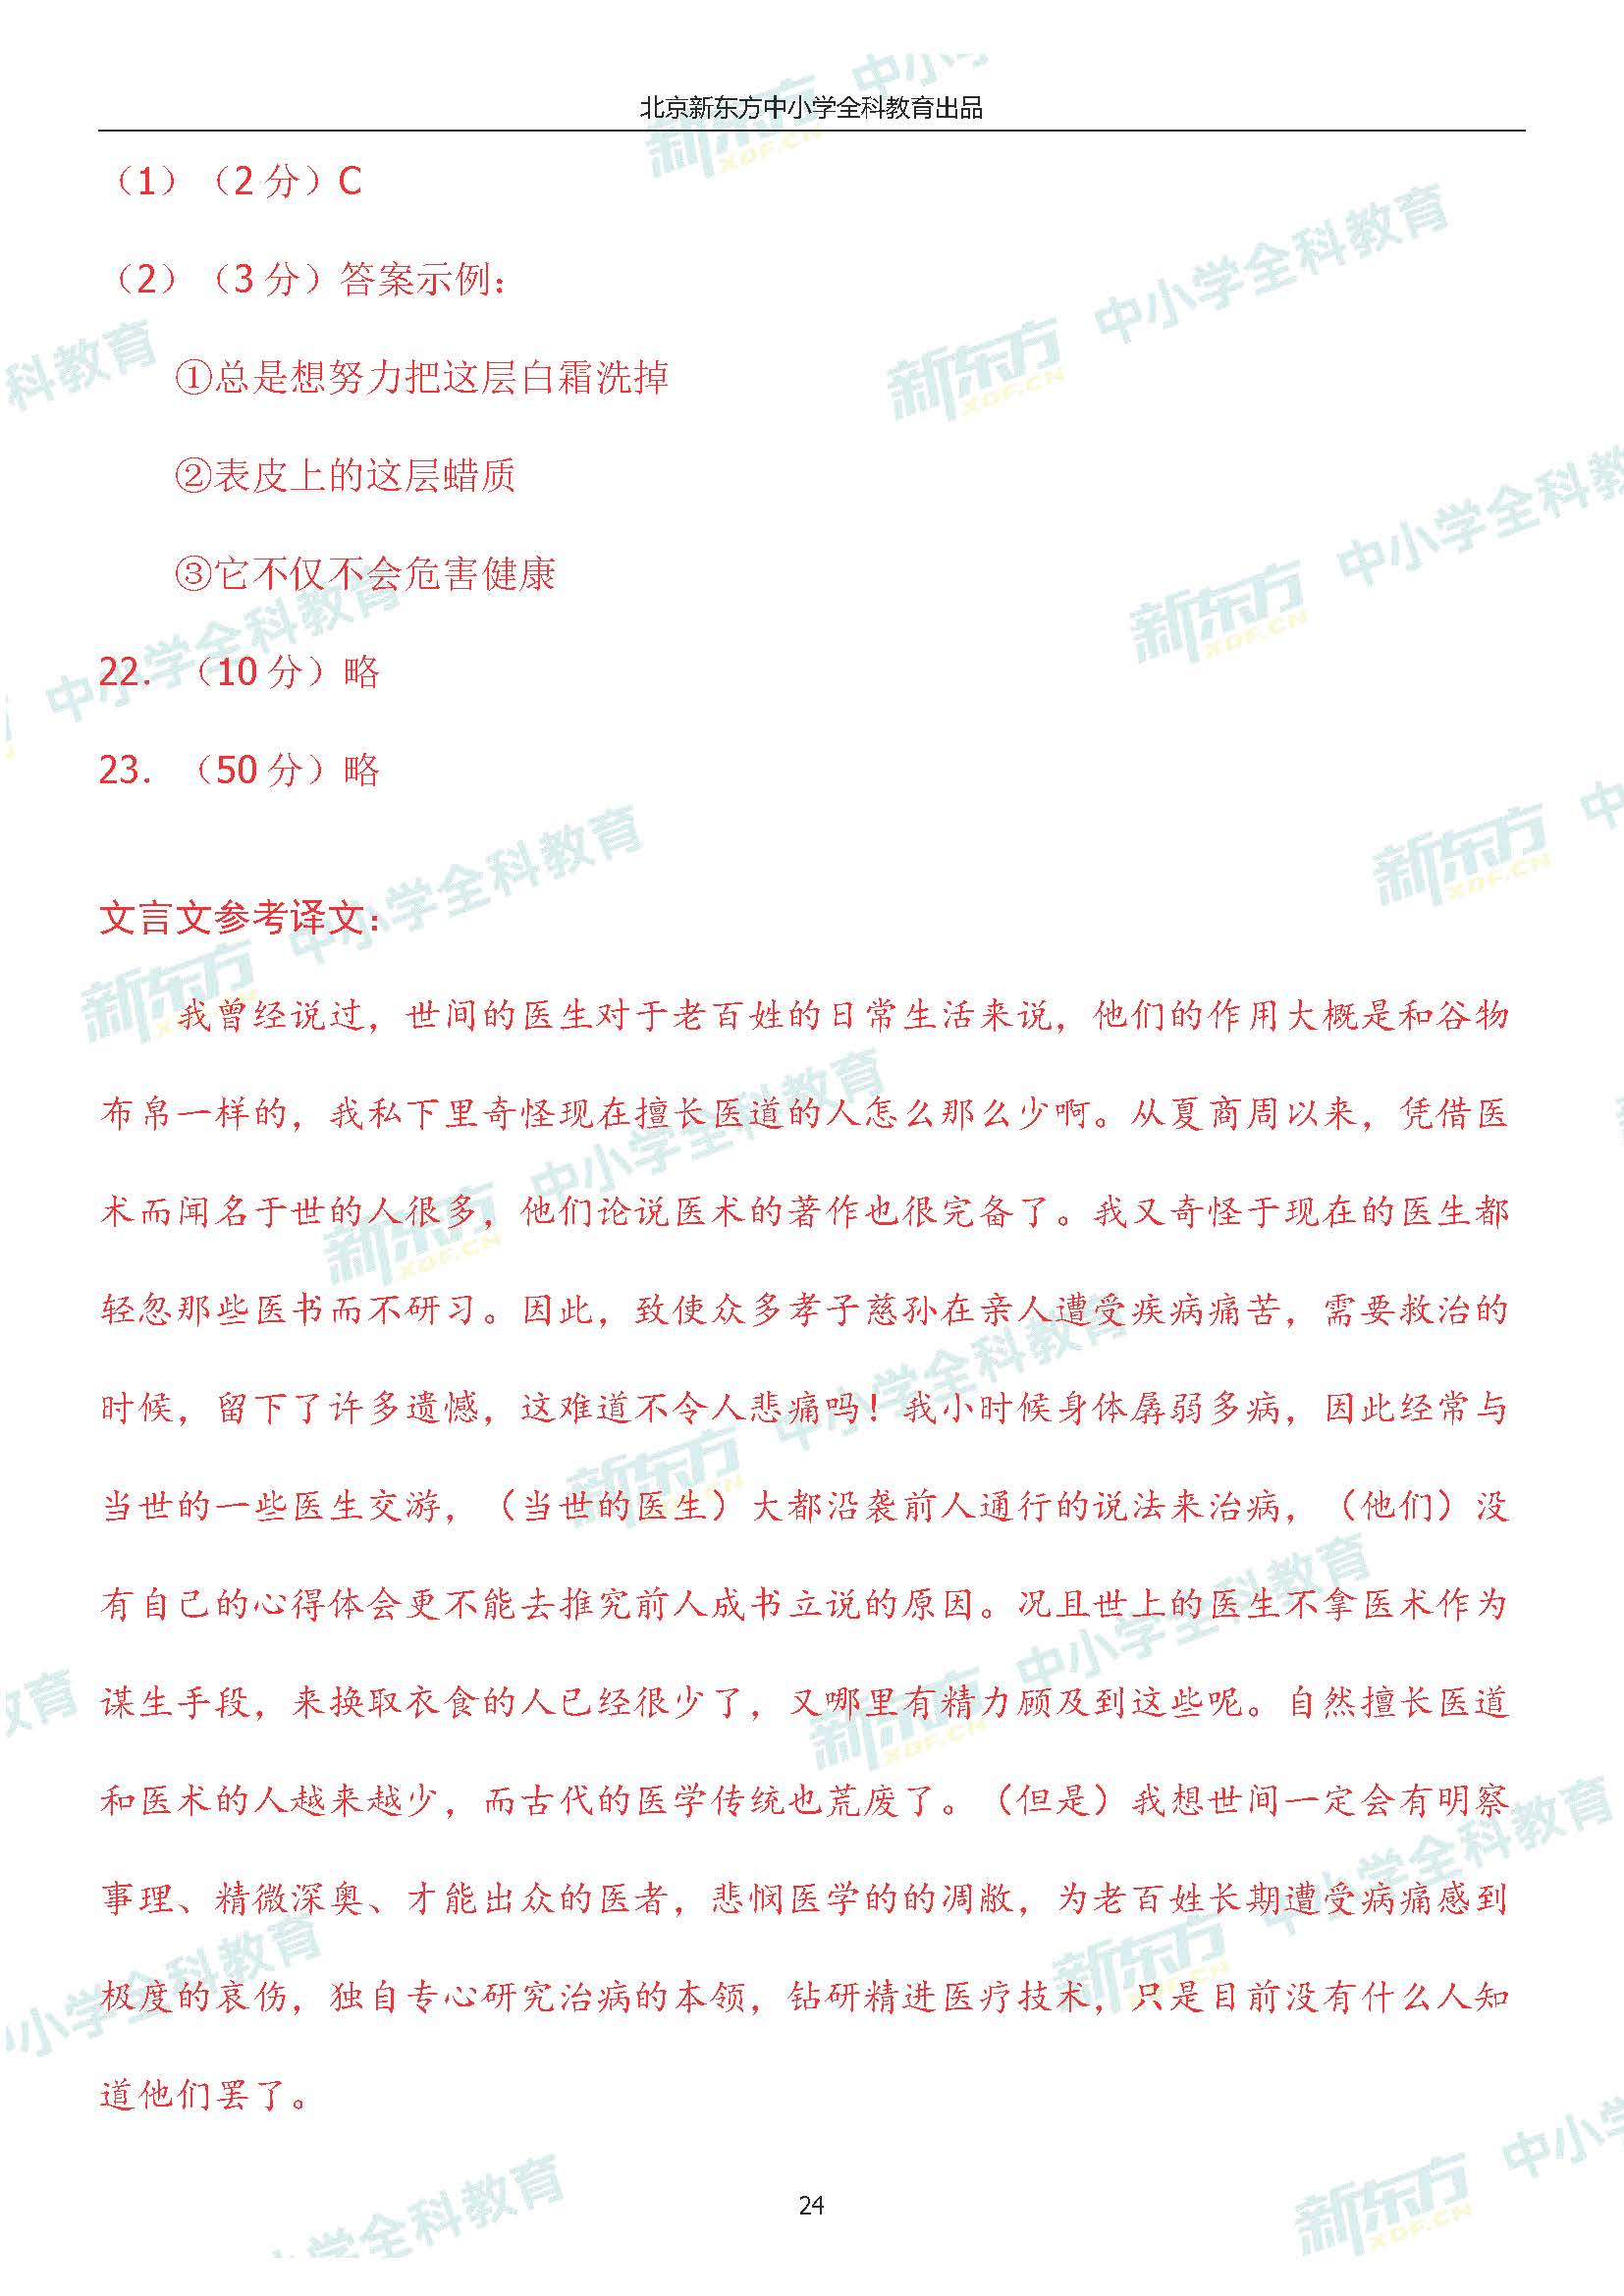 北京新东方中小学全科教育出品
（1）（2 分）C
（2）（3 分）答案示例：
①总是想努力把这层白霜洗掉
②表皮上的这层蜡质
③它不仅不会危害健康
22．（10 分）略
23．（50 分）略
文言文参考译文：
我曾经说过，世间的医生对于老百姓的日常生活来说，他们的作用大概是和谷物
布帛一样的，我私下里奇怪现在擅长医道的人怎么那么少啊。从夏商周以来，凭借医
术而闻名于世的人很多，他们论说医术的著作也很完备了。我又奇怪于现在的医生都
轻忽那些医书而不研习。因此，致使众多孝子慈孙在亲人遭受疾病痛苦，需要救治的
时候，留下了许多遗憾，这难道不令人悲痛吗！我小时候身体孱弱多病，因此经常与
当世的一些医生交游，（当世的医生）大都沿袭前人通行的说法来治病，（他们）没
有自己的心得体会更不能去推究前人成书立说的原因。况且世上的医生不拿医术作为
谋生手段，来换取衣食的人已经很少了，又哪里有精力顾及到这些呢。自然擅长医道
和医术的人越来越少，而古代的医学传统也荒废了。（但是）我想世间一定会有明察
事理、精微深奥、才能出众的医者，悲悯医学的的凋敝，为老百姓长期遭受病痛感到
极度的哀伤，独自专心研究治病的本领，钻研精进医疗技术，只是目前没有什么人知
道他们罢了。
24
新东方 XDF.CN 中小学全科教育